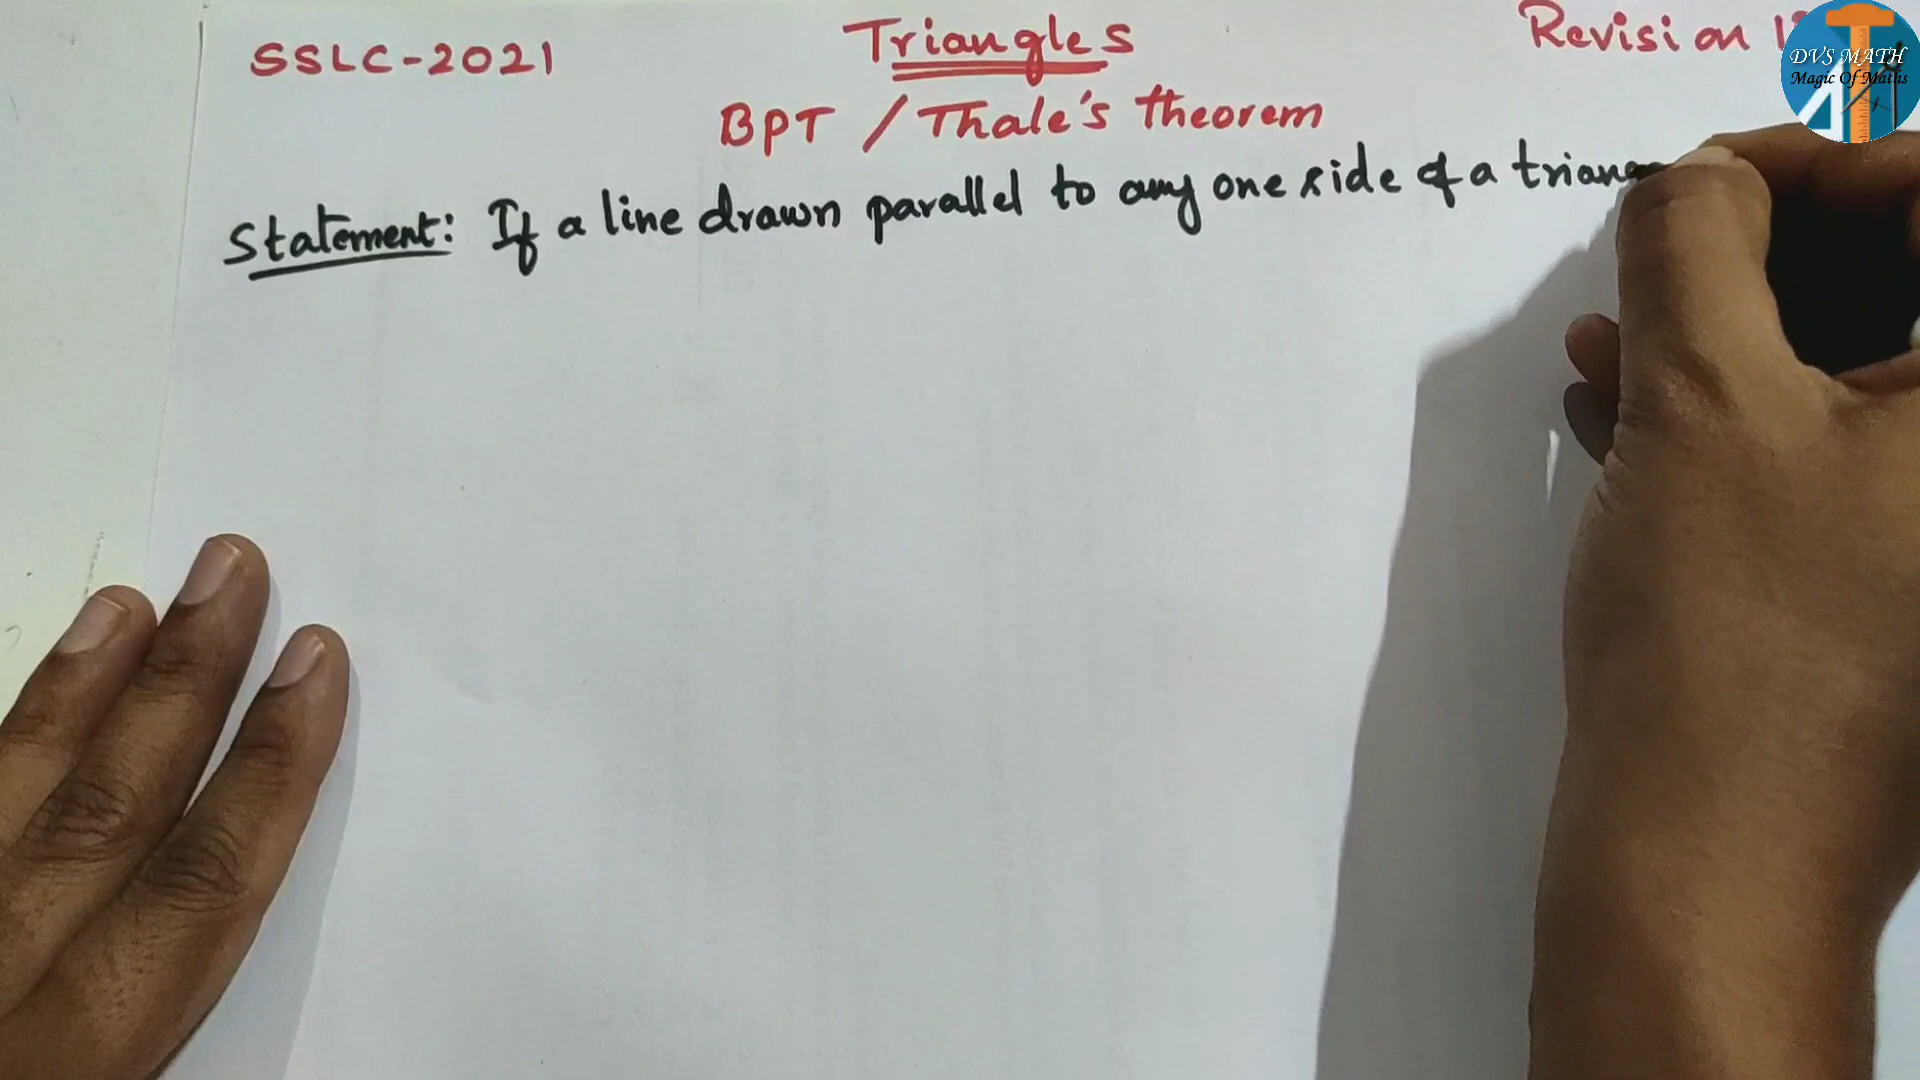 SSLC-2021 Triangles Revision
DVS MATH
Magic Of Maths
BPT / Thale's theorem
Statement: If a line drawn parallel to any one side of a